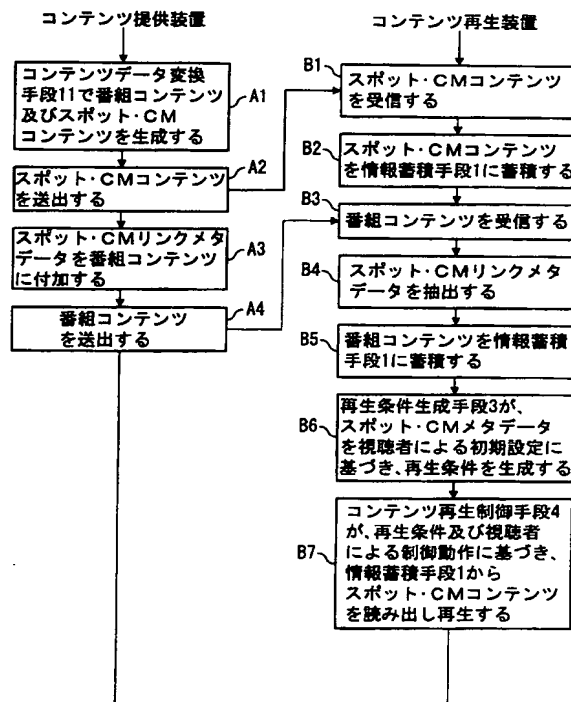 コンテンツ提供装置
コンテンツデータ変換
手段11で番組コンテンツ
及びスポット・CM
コンテンツを生成する
A1
スポット・CMコンテンツ
を送出する
A2
スポット・CMリンクメタ
データを番組コンテンツ
に付加する
A3
番組コンテンツ
を送出する
A4
コンテンツ再生装置
B1
スポット・CMコンテンツ
を受信する
B2
スポット・CMコンテンツ
を情報蓄積手段1に蓄積する
B3
番組コンテンツを受信する
B4
スポット・CMリンクメタ
データを抽出する
B5
番組コンテンツを情報蓄積
手段1に蓄積する
B6
再生条件生成手段3が、
スポット・CMメタデータ
を視聴者による初期設定に
基づき、再生条件を生成する
B7
コンテンツ再生制御手段4
が、再生条件及び視聴者
による制御動作に基づき、
情報蓄積手段1から
スポット・CMコンテンツ
を読み出し再生する